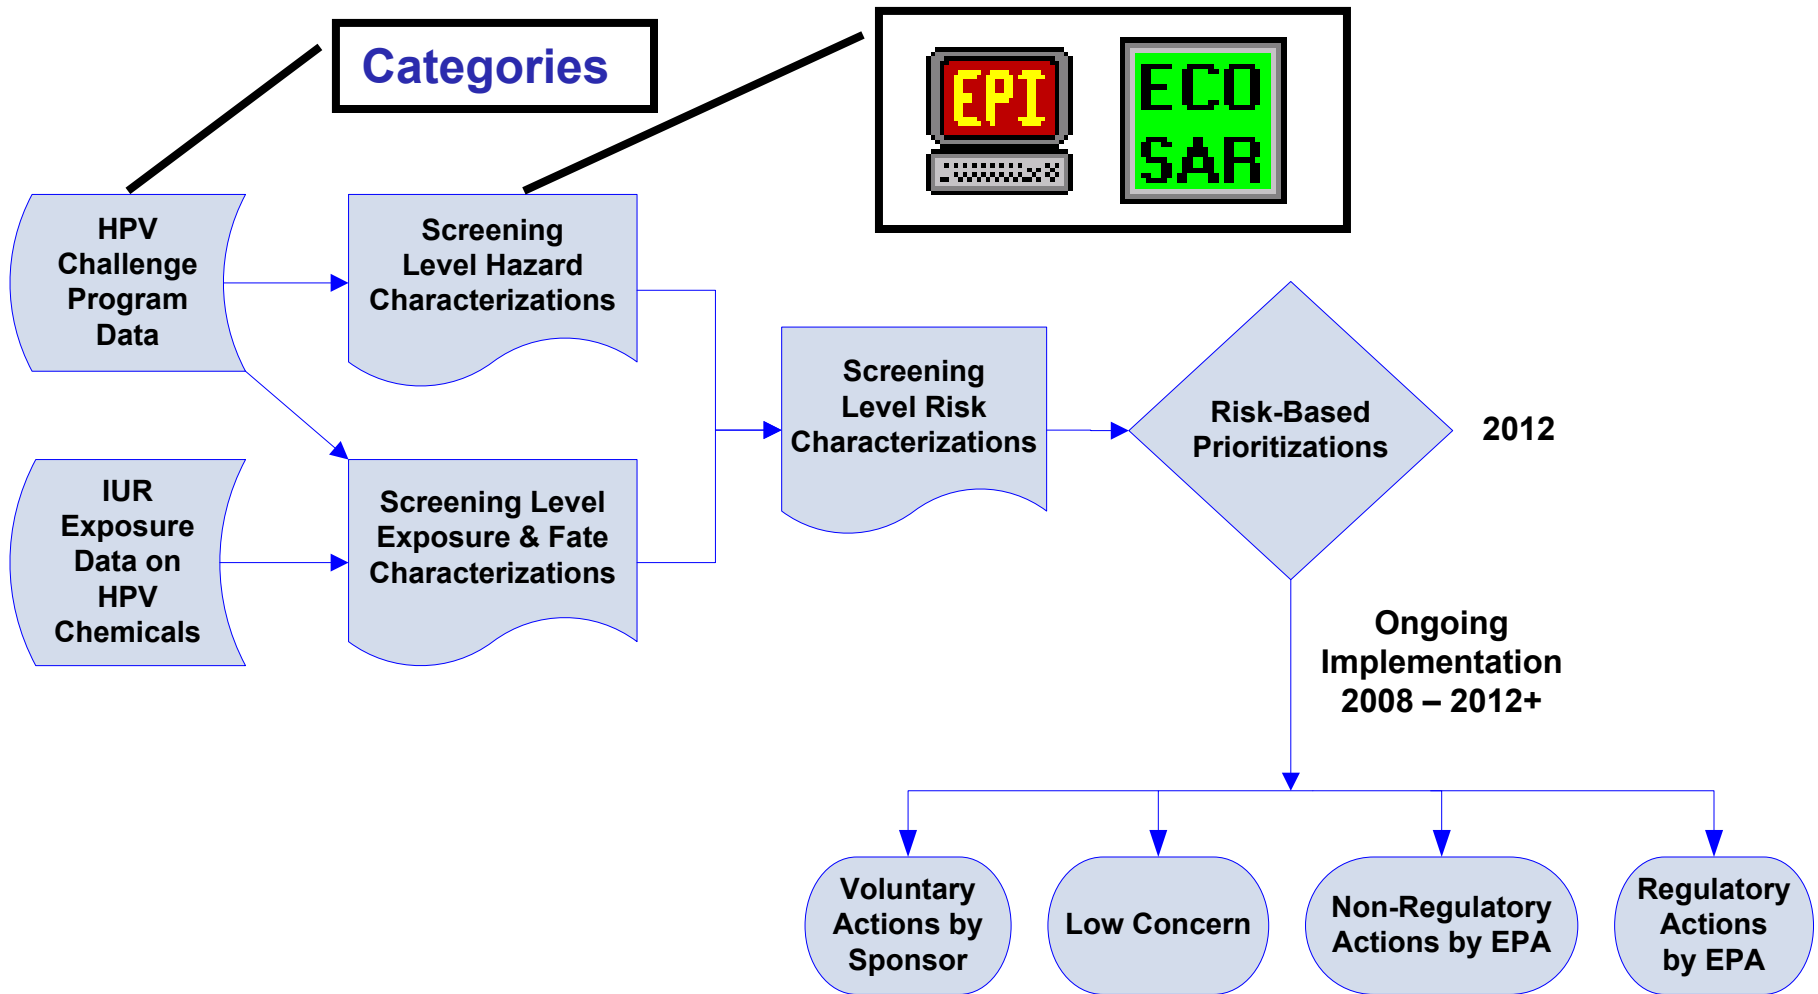 Categories
EPI
ECO
SAR
HPV
Challenge
Program
Data
Screening
Level Hazard
Characterizations
IUR
Exposure
Data on
HPV
Chemicals
Screening Level
Exposure & Fate
Characterizations
Screening
Level Risk
Characterizations
Risk-Based
Prioritizations
2012
Ongoing
Implementation
2008 – 2012+
Voluntary
Actions by
Sponsor
Low Concern
Non-Regulatory
Actions by EPA
Regulatory
Actions
by EPA